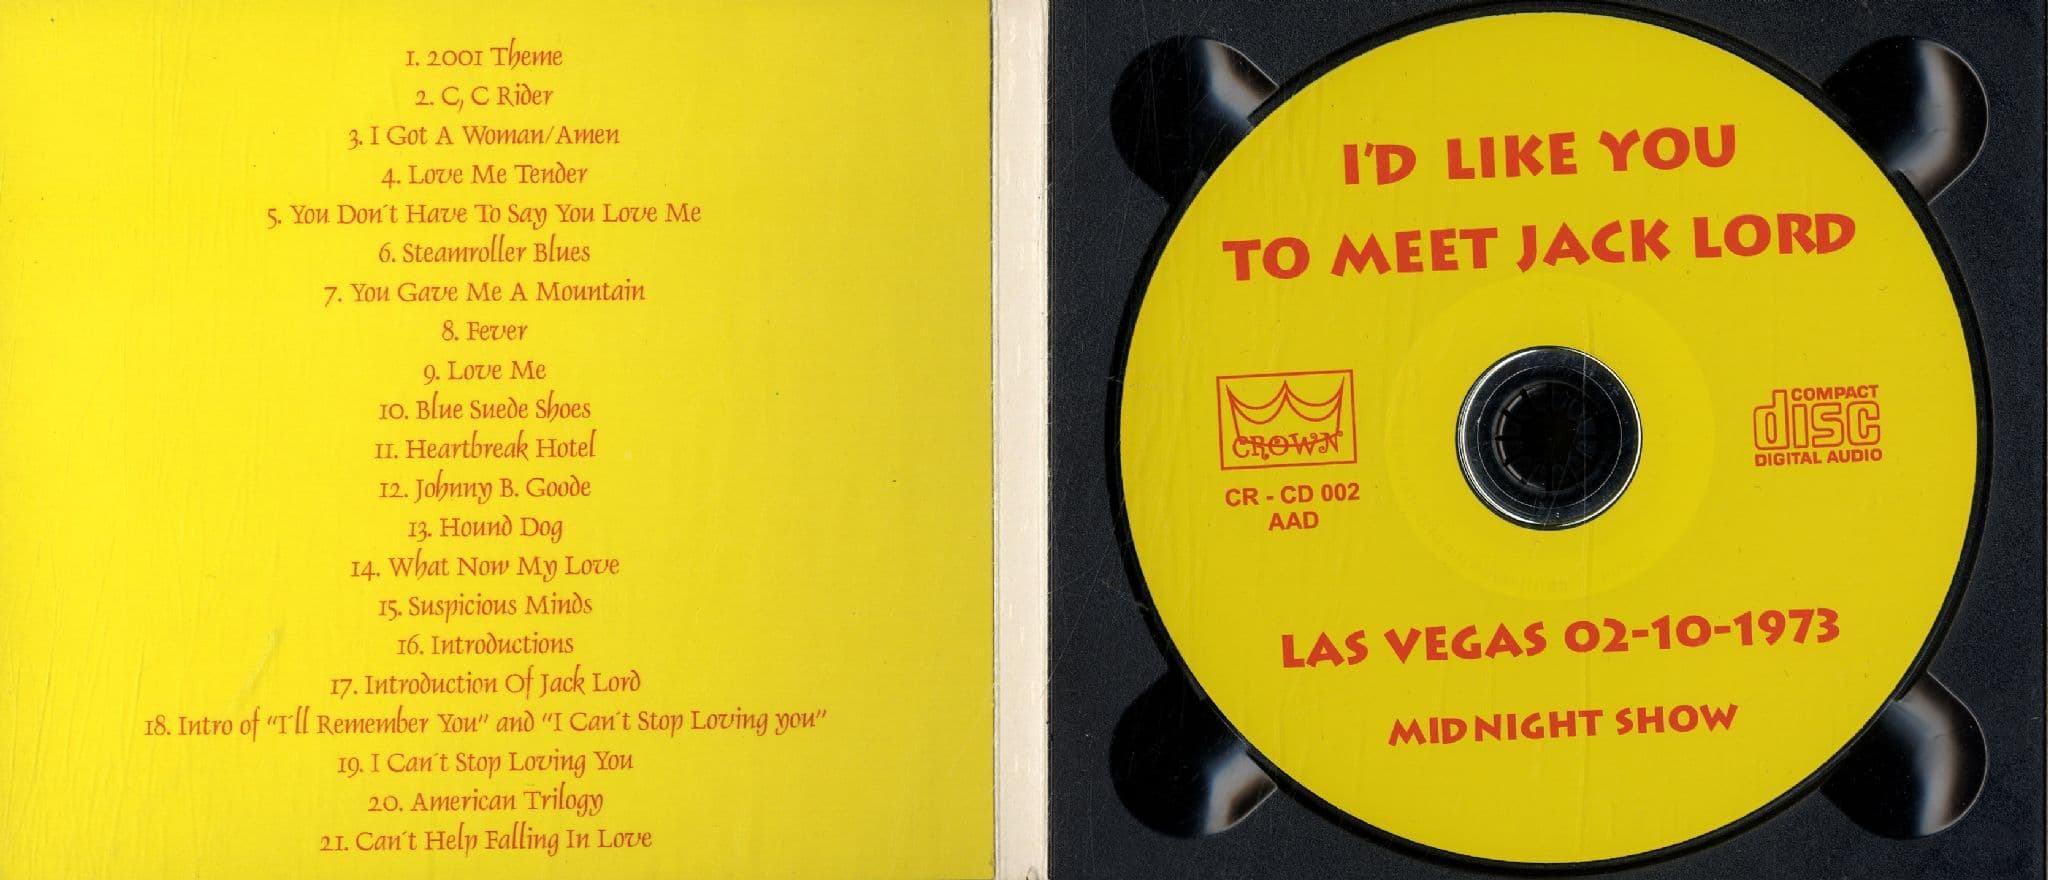 1. 2001 Theme
2. C, C Rider
3. I Got A Woman/Amen
4. Love Me Tender
5. You Don´t Have To Say You Love Me
6. Steamroller Blues
7. You Gave Me A Mountain
8. Fever
9. Love Me
10. Blue Suede Shoes
11. Heartbreak Hotel
12. Johnny B. Goode
13. Hound Dog
14. What Now My Love
15. Suspicious Minds
16. Introductions
17. Introduction Of Jack Lord
18. Intro of "I´ll Remember You" and "I Can´t Stop Loving you"
19. I Can´t Stop Loving You
20. American Trilogy
21. Can´t Help Falling In Love
I'D LIKE YOU
TO MEET JACK LORD
CROWN
CR - CD 002
AAD
COMPACT
disc
DIGITAL AUDIO
LAS VEGAS 02-10-1973
MIDNIGHT SHOW